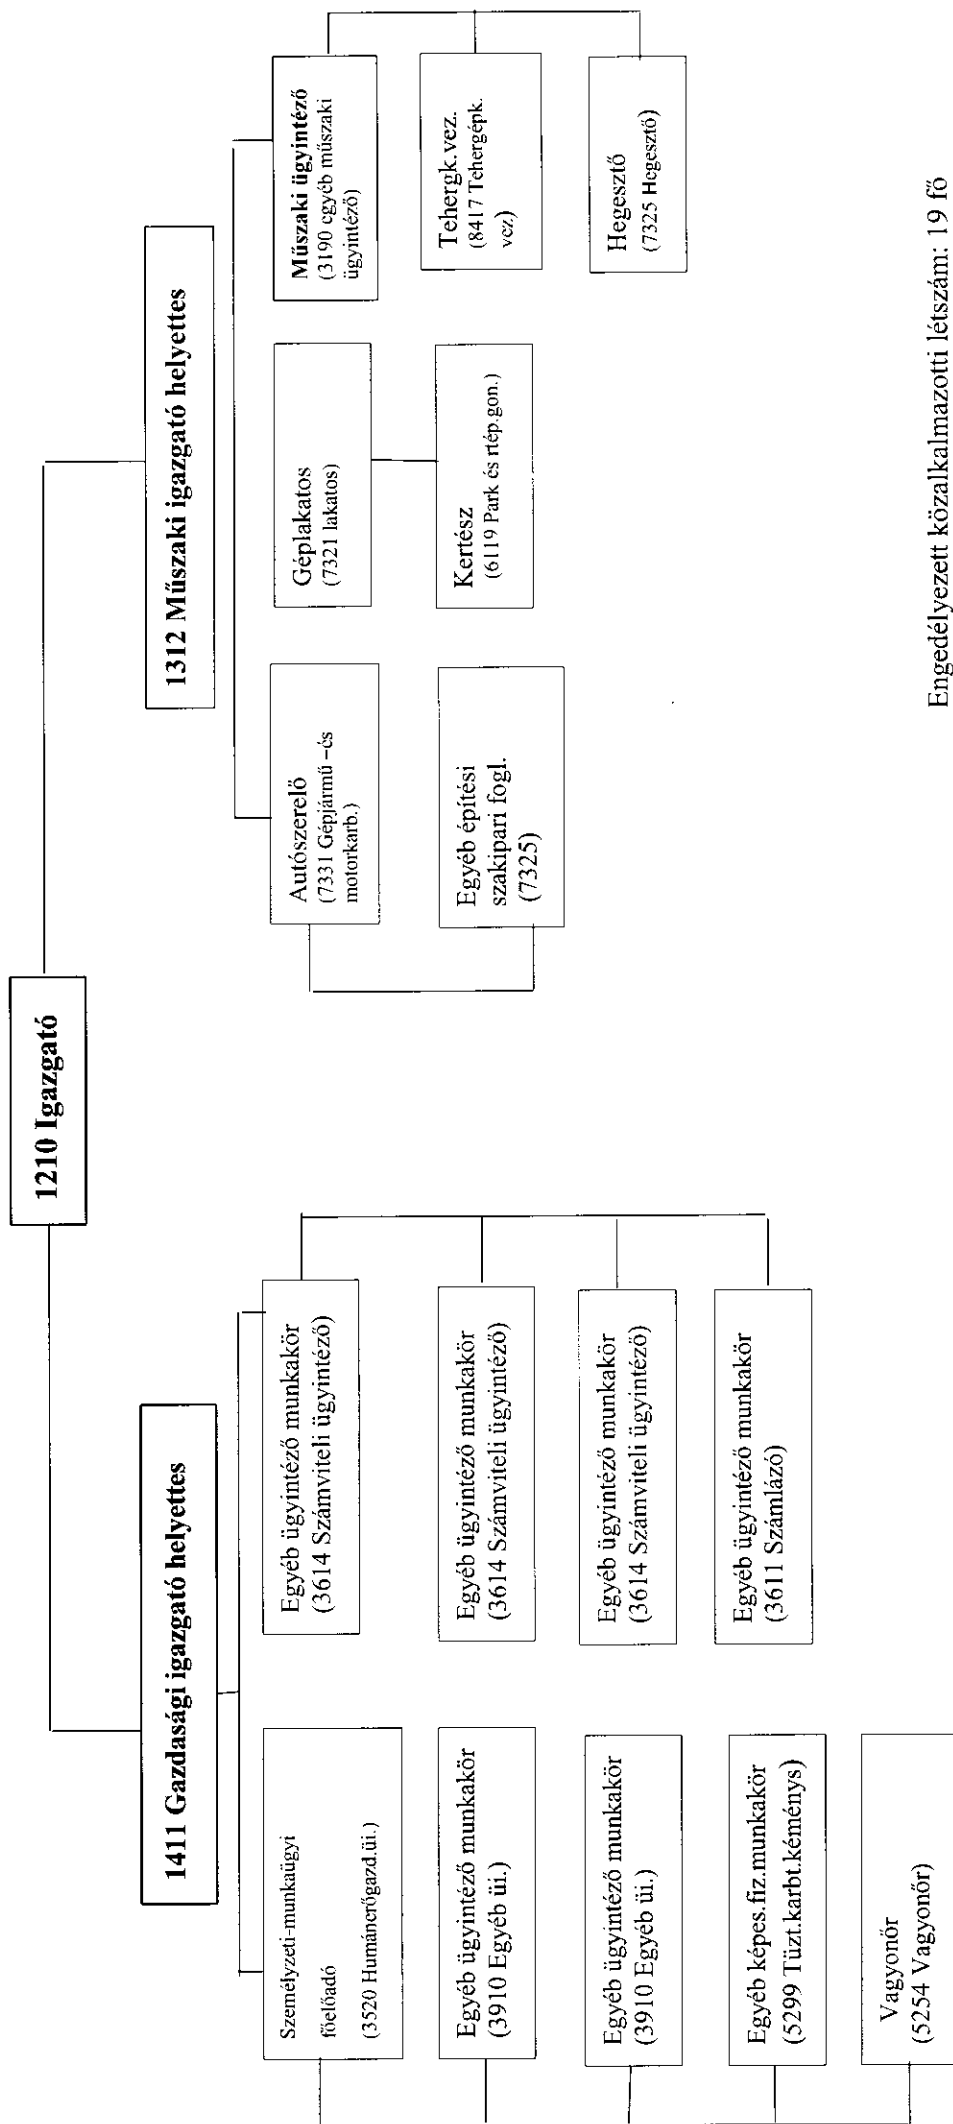 1210 Igazgató
1411 Gazdasági igazgató helyettes
1312 Műszaki igazgató helyettes
Személyzeti-munkaügyi
főelőadó
(3520 Humánerőgazd.üi.)
Egyéb ügyintéző munkakör
(3910 Egyéb üi.)
Egyéb ügyintéző munkakör
(3910 Egyéb üi.)
Egyéb képes.fiz.munkakör
(5299 Tüzt.karbt.kéménys)
Vagyonőr
(5254 Vagyonőr)
Egyéb ügyintéző munkakör
(3614 Számviteli ügyintéző)
Egyéb ügyintéző munkakör
(3614 Számviteli ügyintéző)
Egyéb ügyintéző munkakör
(3614 Számviteli ügyintéző)
Egyéb ügyintéző munkakör
(3611 Számlázó)
Autószerelő
(7331 Gépjármű –és
motorkarb.)
Egyéb építési
szakipari fogl.
(7325)
Géplakatos
(7321 lakatos)
Kertész
(6119 Park és rtép.gon.)
Műszaki ügyintéző
(3190 egyéb műszaki
ügyintéző)
Tehergk.vez.
(8417 Tehergépk.
vez)
Hegesztő
(7325 Hegesztő)
Engedélyezett közalkalmazotti létszám: 19 fő